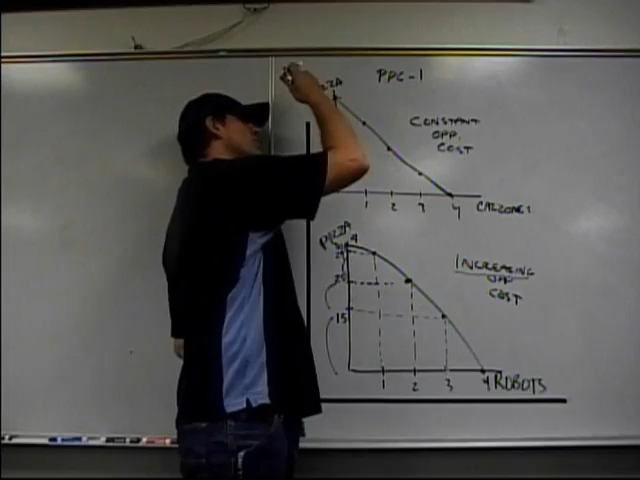 PPC-1
CONSTANT
OPP.
COST
1 2 3 4 CALZONES
PIZZA
INCREASING
OPP
COST
25
15
1 2 3 4 ROBOTS